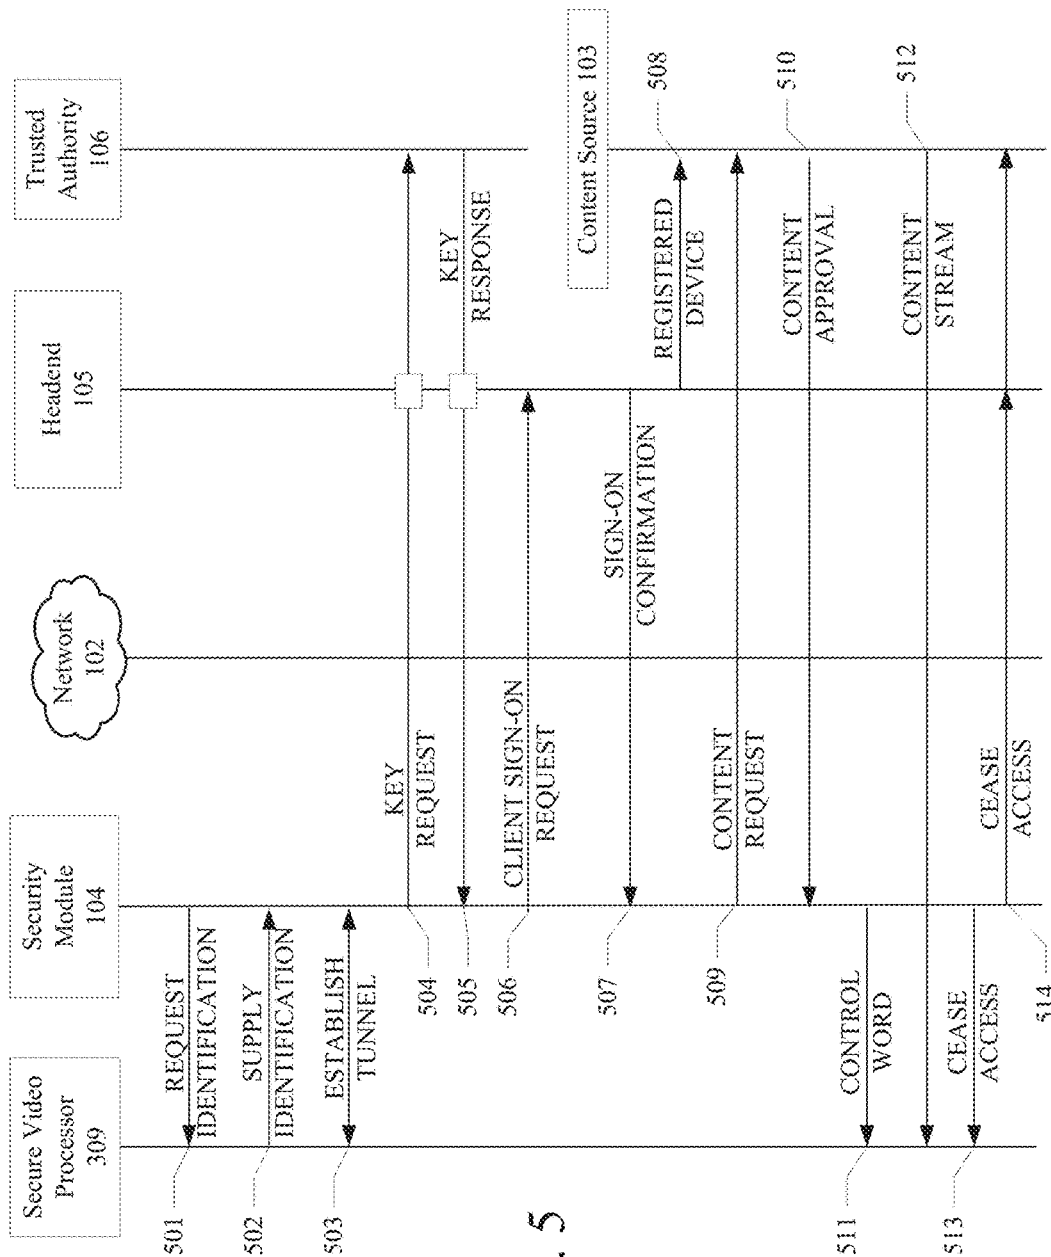 Secure Video
Processor
309
Security
Module
104
Network
102
Headend
105
Trusted
Authority
106
501
REQUEST
IDENTIFICATION
502
SUPPLY
IDENTIFICATION
503
ESTABLISH
TUNNEL
504
KEY
REQUEST
505
KEY
RESPONSE
506
CLIENT SIGN-ON
REQUEST
Content Source 103
507
SIGN-ON
CONFIRMATION
508
REGISTERED
DEVICE
509
CONTENT
REQUEST
510
CONTENT
APPROVAL
511
CONTROL
WORD
512
CONTENT
STREAM
513
CEASE
ACCESS
514
CEASE
ACCESS
. 5